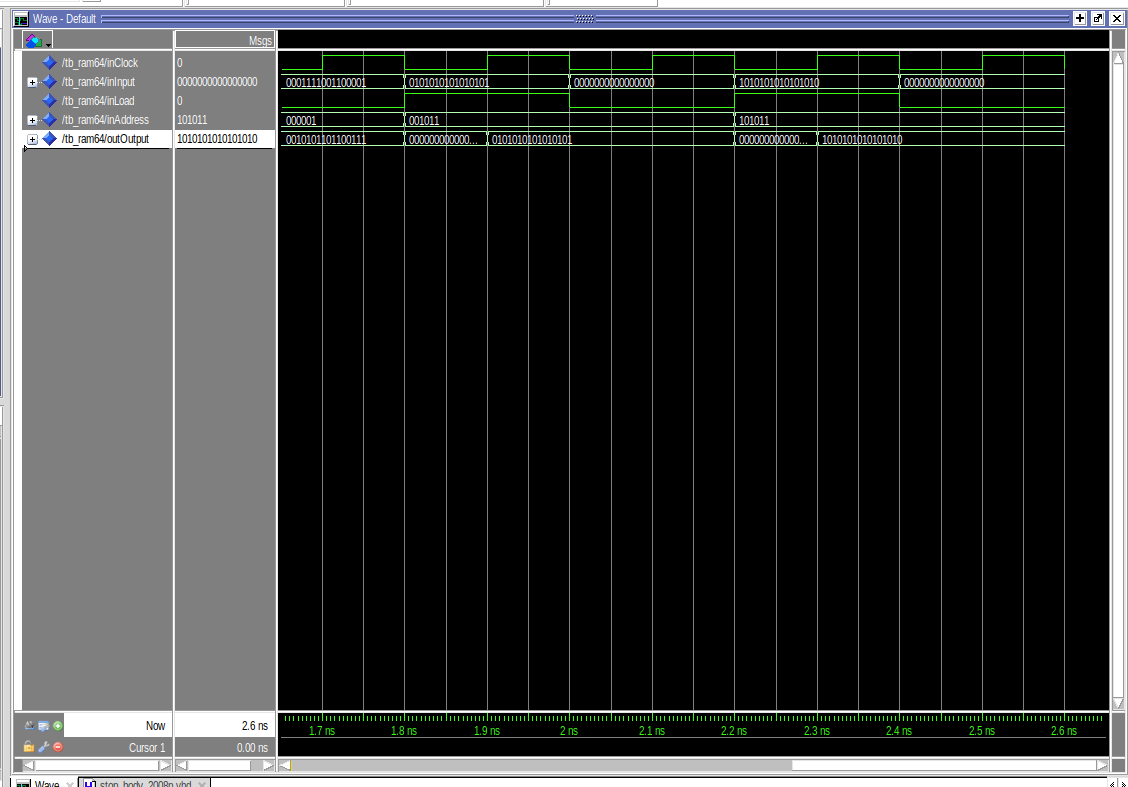 Wave - Default
Msgs
/tb_ram64/inClock 0
/tb_ram64/inInput 0000000000000000 0001111001100001 0101010101010101 0000000000000000 1010101010101010 0000000000000000
/tb_ram64/inLoad 0
/tb_ram64/inAddress 101011 000001 001011 101011
/tb_ram64/outOutput 1010101010101010 0010101101100111 000000000000... 0101010101010101 000000000000... 1010101010101010
Now 2.6 ns 1.7 ns 1.8 ns 1.9 ns 2 ns 2.1 ns 2.2 ns 2.3 ns 2.4 ns 2.5 ns 2.6 ns
Cursor 1 0.00 ns
Wave stop_body_2008p.vhd